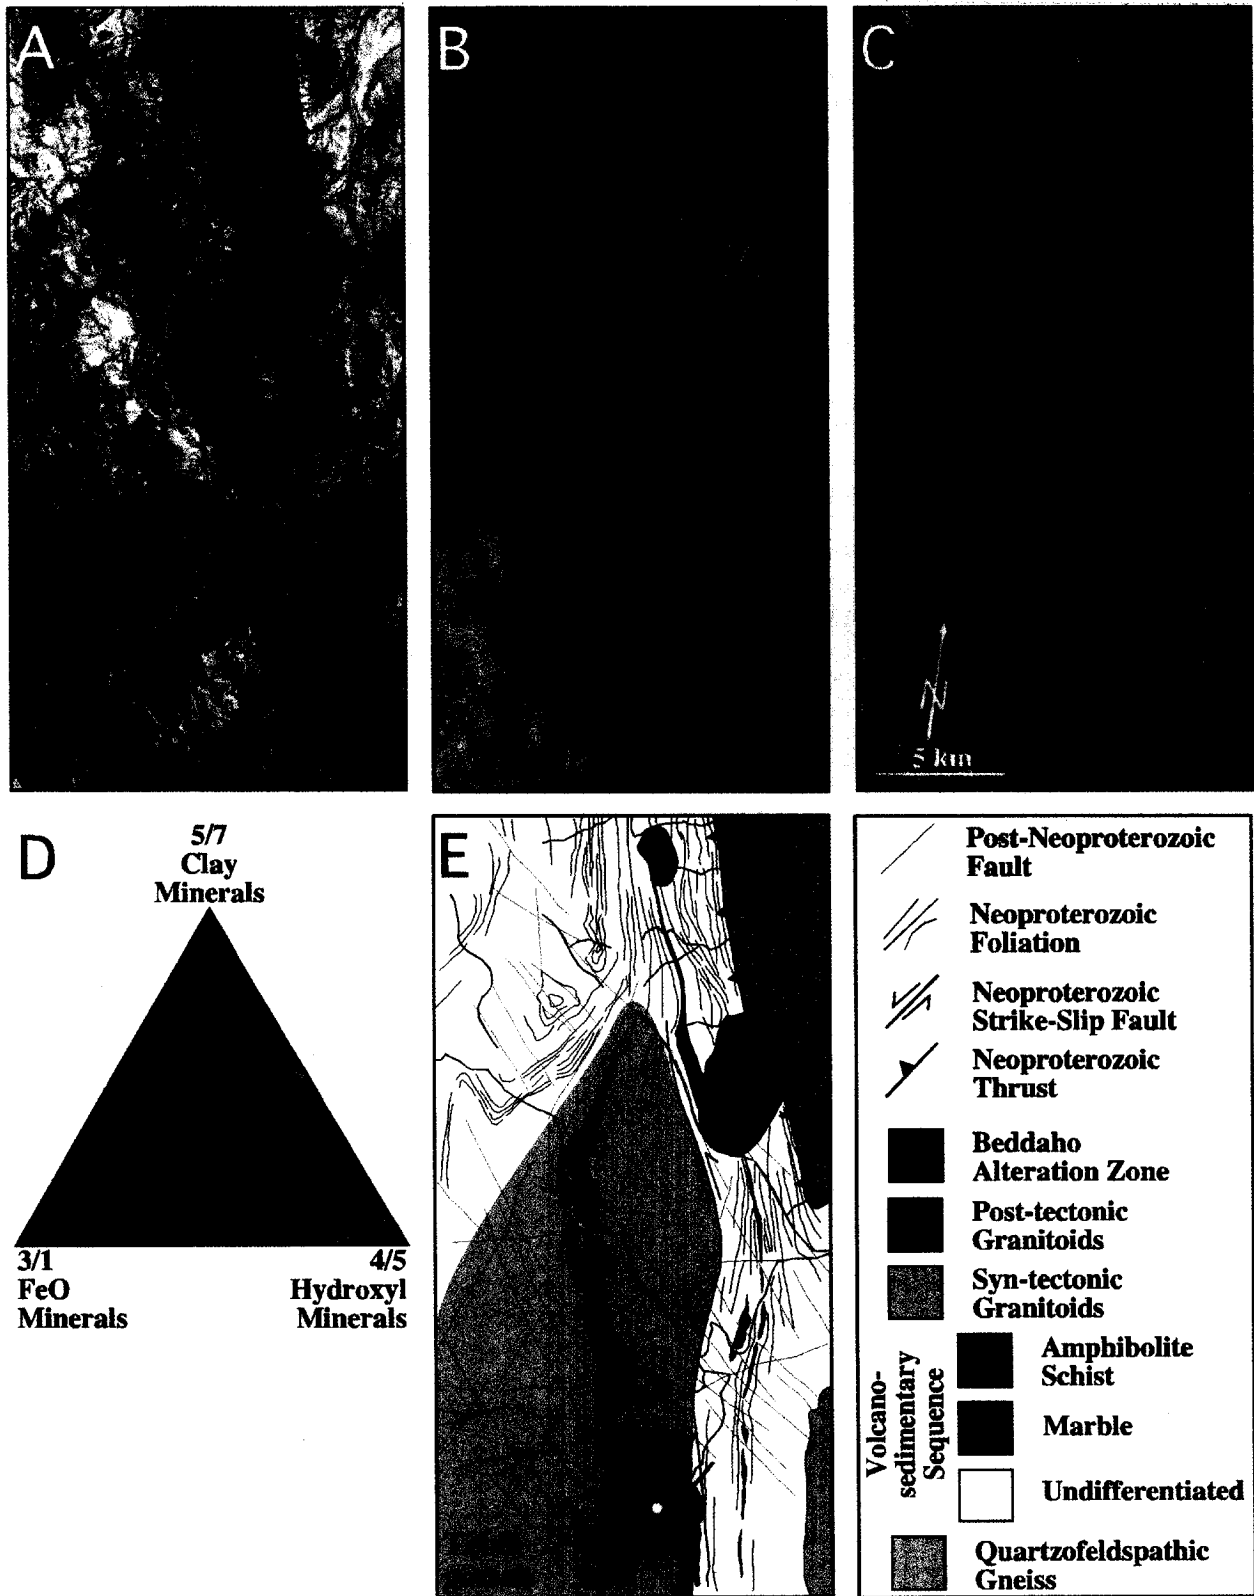 A
B
C
N
5 km
D
5/7
Clay
Minerals
3/1
FeO
Minerals
4/5
Hydroxyl
Minerals
E
Post-Neoproterozoic
Fault
Neoproterozoic
Foliation
Neoproterozoic
Strike-Slip Fault
Neoproterozoic
Thrust
Beddaho
Alteration Zone
Post-tectonic
Granitoids
Syn-tectonic
Granitoids
Volcano-
sedimentary
Sequence
Amphibolite
Schist
Marble
Undifferentiated
Quartzofeldspathic
Gneiss